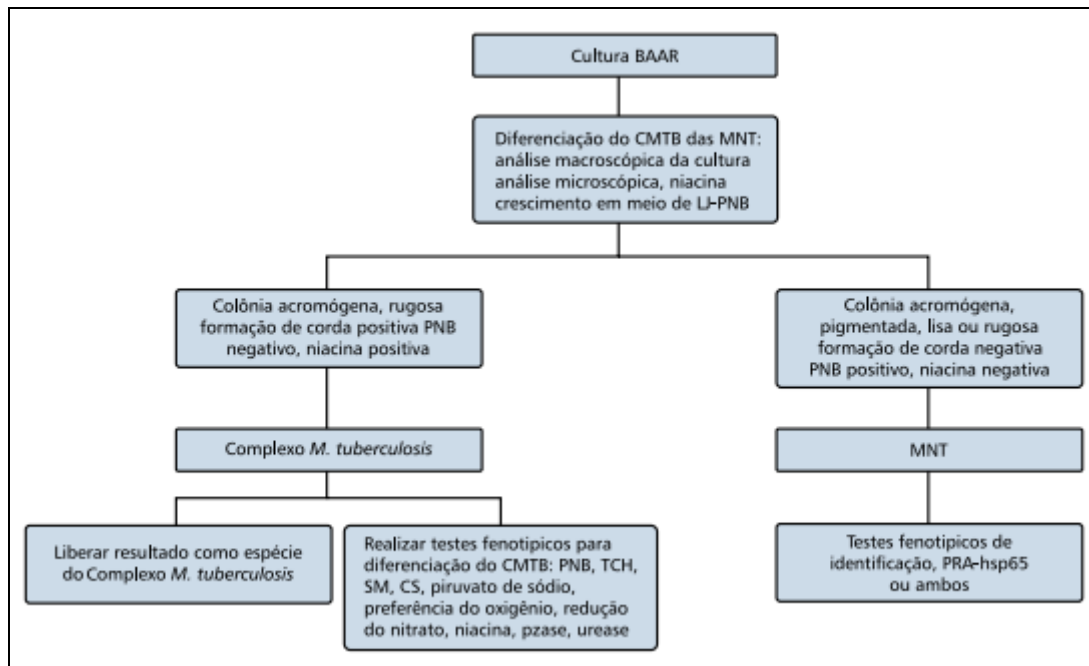 Cultura BAAR
Diferenciação do CMTB das MNT:
análise macroscópica da cultura
análise microscópica, niacina
crescimento em meio de LJ-PNB
Colônia acromógena, rugosa
formação de corda positiva PNB
negativo, niacina positiva
Colônia acromógena,
pigmentada, lisa ou rugosa
formação de corda negativa
PNB positivo, niacina negativa
Complexo M. tuberculosis
MNT
Liberar resultado como espécie
do Complexo M. tuberculosis
Realizar testes fenotipicos para
diferenciação do CMTB: PNB, TCH,
SM, CS, piruvato de sódio,
preferência do oxigênio, redução
do nitrato, niacina, pzase, urease
Testes fenotipicos de
identificação, PRA-hsp65
ou ambos